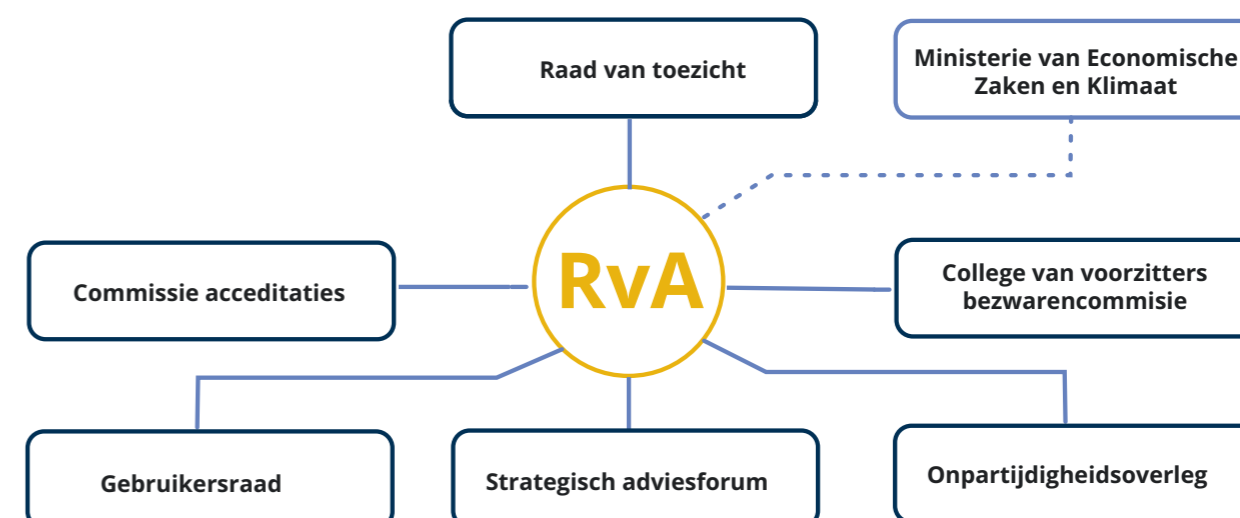 Raad van toezicht
Ministerie van Economische
Zaken en Klimaat
RvA
Commissie acceditaties
College van voorzitters
bezwarencommisie
Gebruikersraad
Strategisch adviesforum
Onpartijdigheidsoverleg